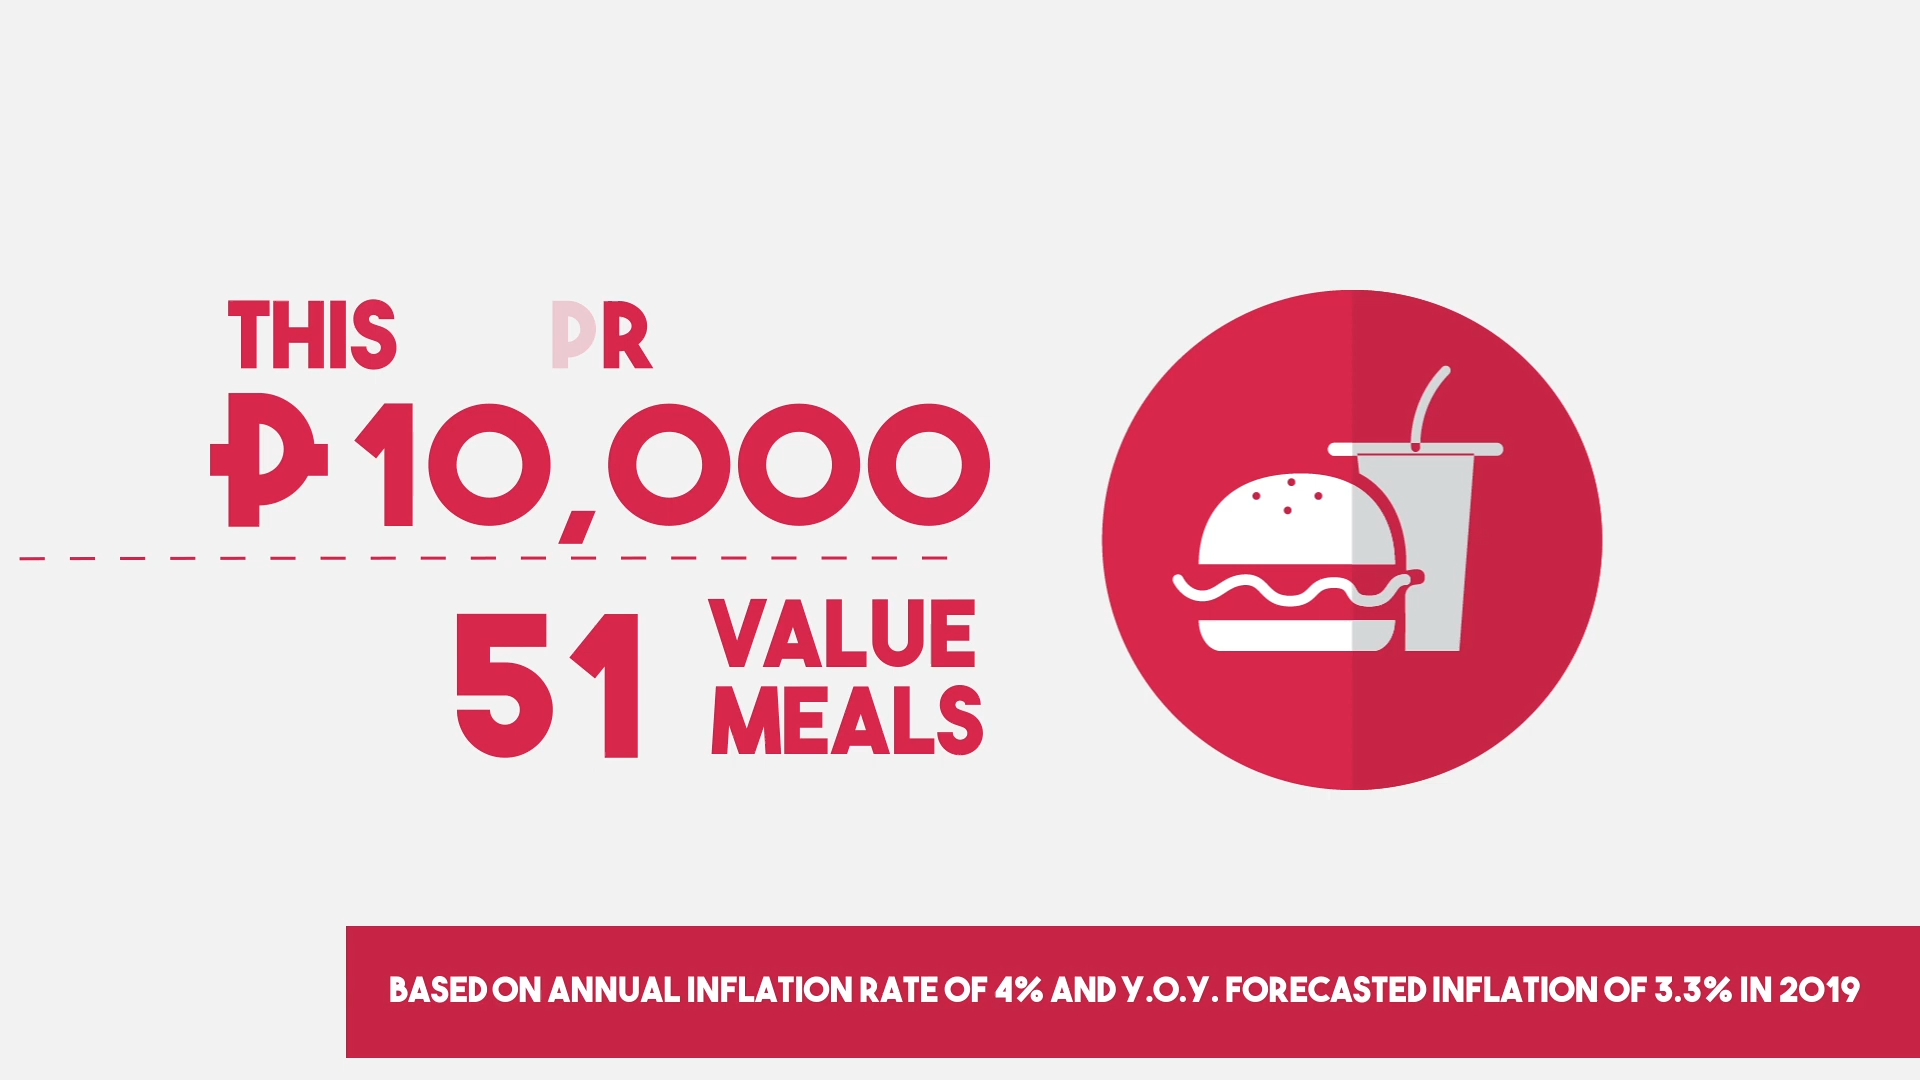 THIS PR
₱10,000
51 VALUE
MEALS
BASED ON ANNUAL INFLATION RATE OF 4% AND Y.O.Y. FORECASTED INFLATION OF 3.3% IN 2019